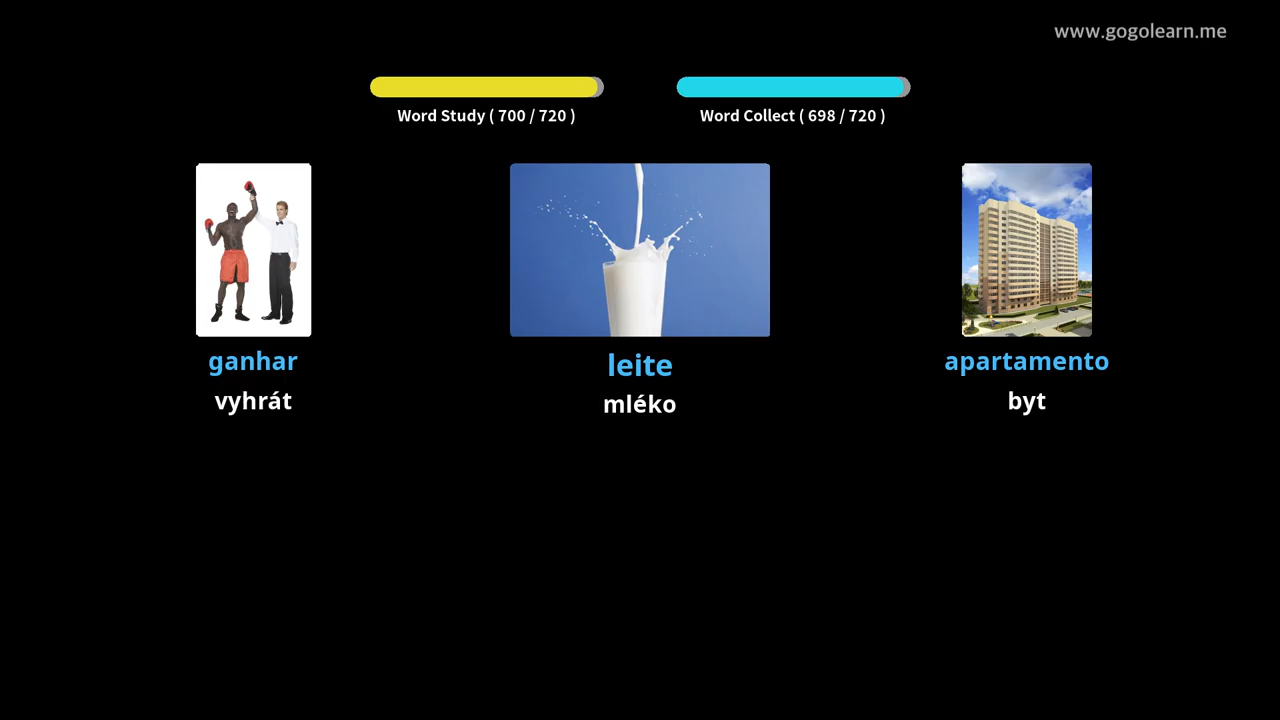 www.gogolearn.me
Word Study ( 700 / 720 )
Word Collect ( 698 / 720 )
ganhar
leite
apartamento
vyhrát
mléko
byt